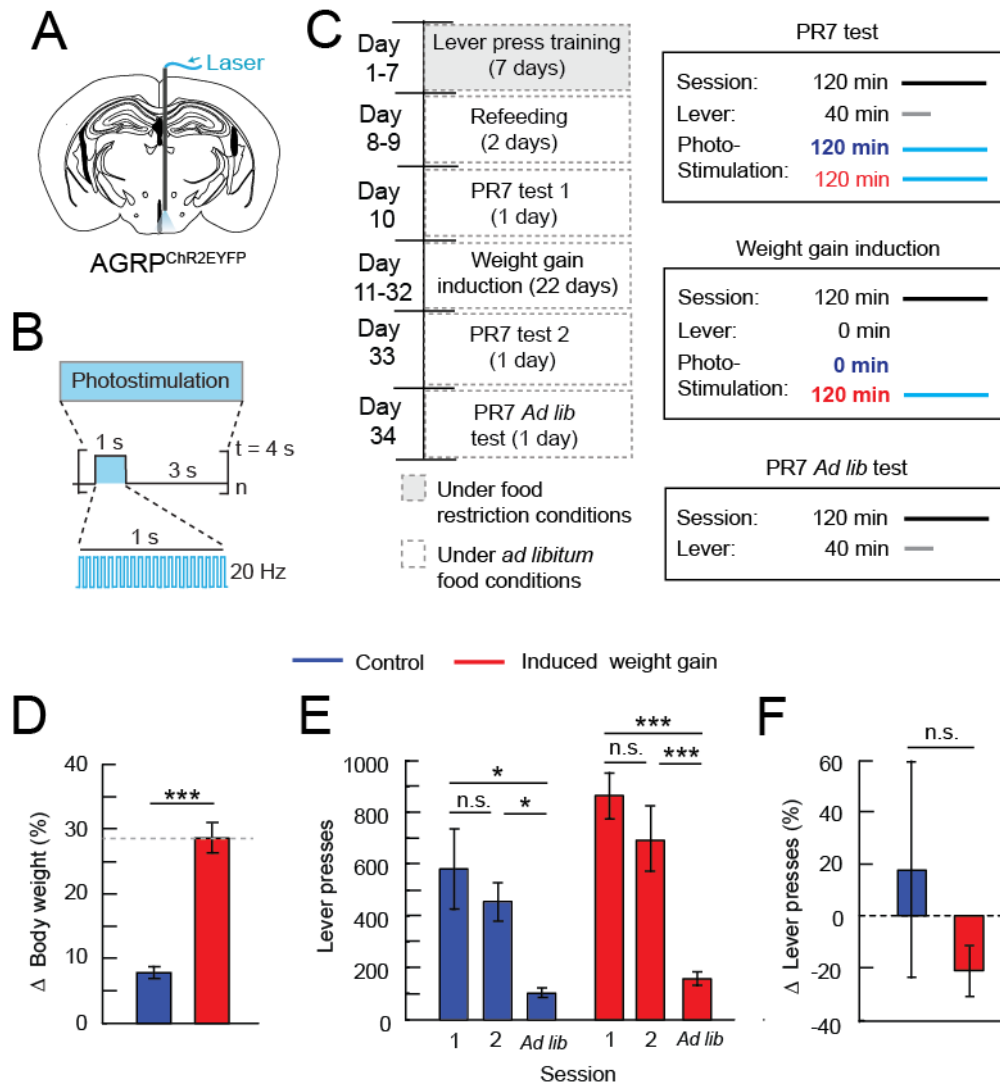 A
Laser
AGRP^ChR2EYFP
B
Photostimulation
1 s
t = 4 s
3 s
n
1 s
20 Hz
C
Day
1-7
Lever press training
(7 days)
Day
8-9
Refeeding
(2 days)
Day
10
PR7 test 1
(1 day)
Day
11-32
Weight gain
induction (22 days)
Day
33
PR7 test 2
(1 day)
Day
34
PR7 Ad lib
test (1 day)
Under food
restriction conditions
Under ad libitum
food conditions
PR7 test
Session: 120 min
Lever: 40 min
Photo- 120 min
Stimulation: 120 min
Weight gain induction
Session: 120 min
Lever: 0 min
Photo- 0 min
Stimulation: 120 min
PR7 Ad lib test
Session: 120 min
Lever: 40 min
Control
Induced weight gain
D
Δ Body weight (%)
40
30
20
10
0
***
E
Lever presses
1000
800
600
400
200
0
*
n.s.
*
***
n.s.
***
1 2 Ad lib 1 2 Ad lib
Session
F
Δ Lever presses (%)
60
40
20
0
-20
-40
n.s.